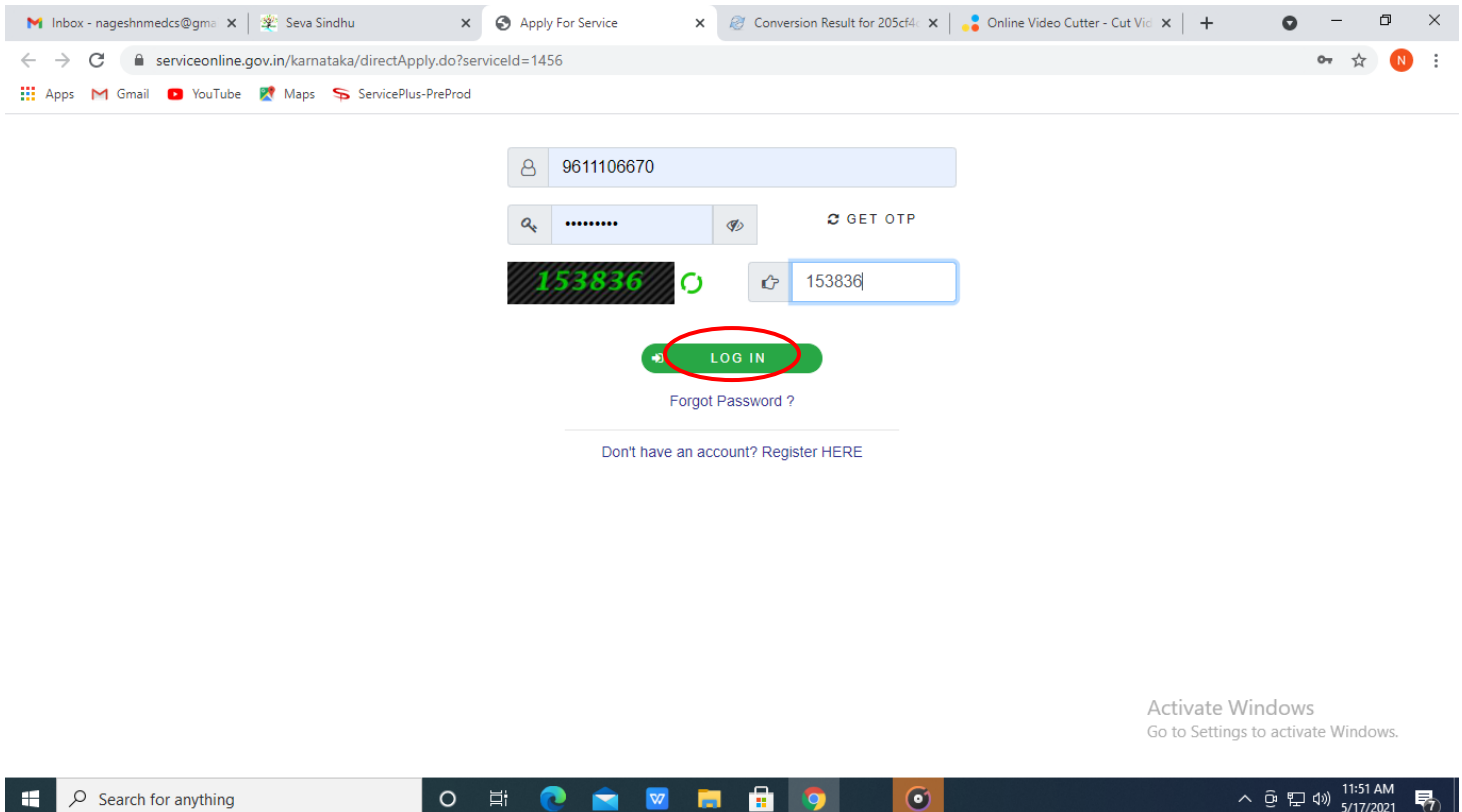 Inbox - nageshnmedcs@gma
Seva Sindhu
Apply For Service
Conversion Result for 205cf4c
Online Video Cutter - Cut Vid
serviceonline.gov.in/karnataka/directApply.do?serviceId=1456
N
Apps
Gmail
YouTube
Maps
ServicePlus-PreProd
9611106670
•••••••••
GET OTP
153836
153836
LOG IN
Forgot Password ?
Don't have an account? Register HERE
Activate Windows
Go to Settings to activate Windows.
Search for anything
11:51 AM
5/17/2021
7